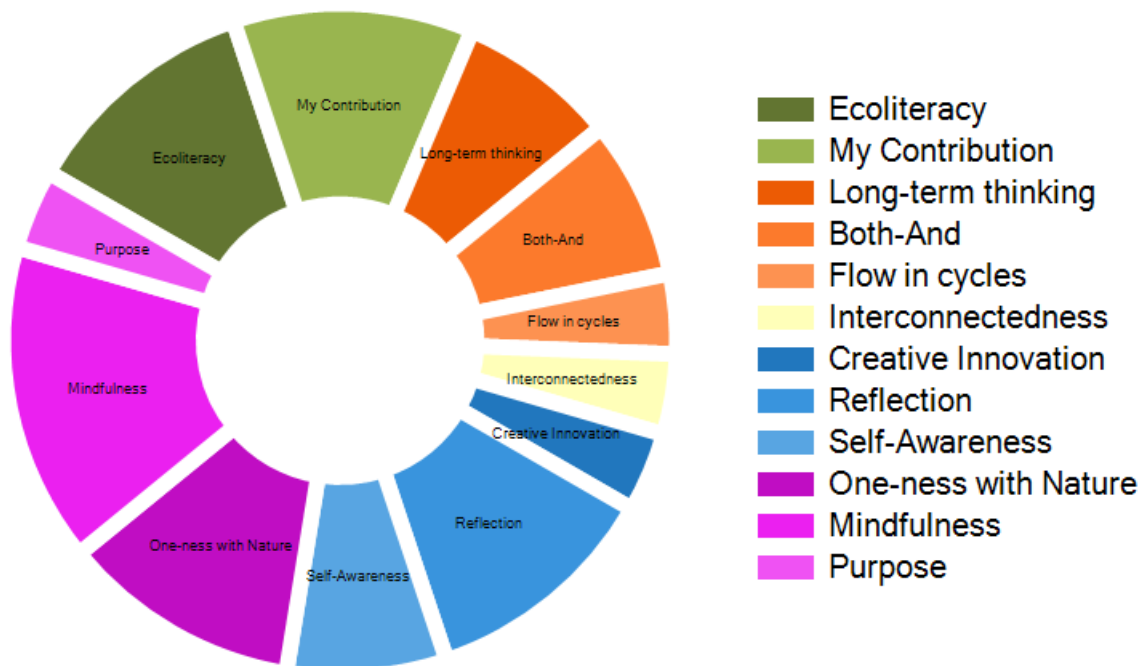 My Contribution
Long-term thinking
Ecoliteracy
Both-And
Purpose
Flow in cycles
Interconnectedness
Mindfulness
Creative Innovation
Reflection
One-ness with Nature
Self-Awareness
Ecoliteracy
My Contribution
Long-term thinking
Both-And
Flow in cycles
Interconnectedness
Creative Innovation
Reflection
Self-Awareness
One-ness with Nature
Mindfulness
Purpose